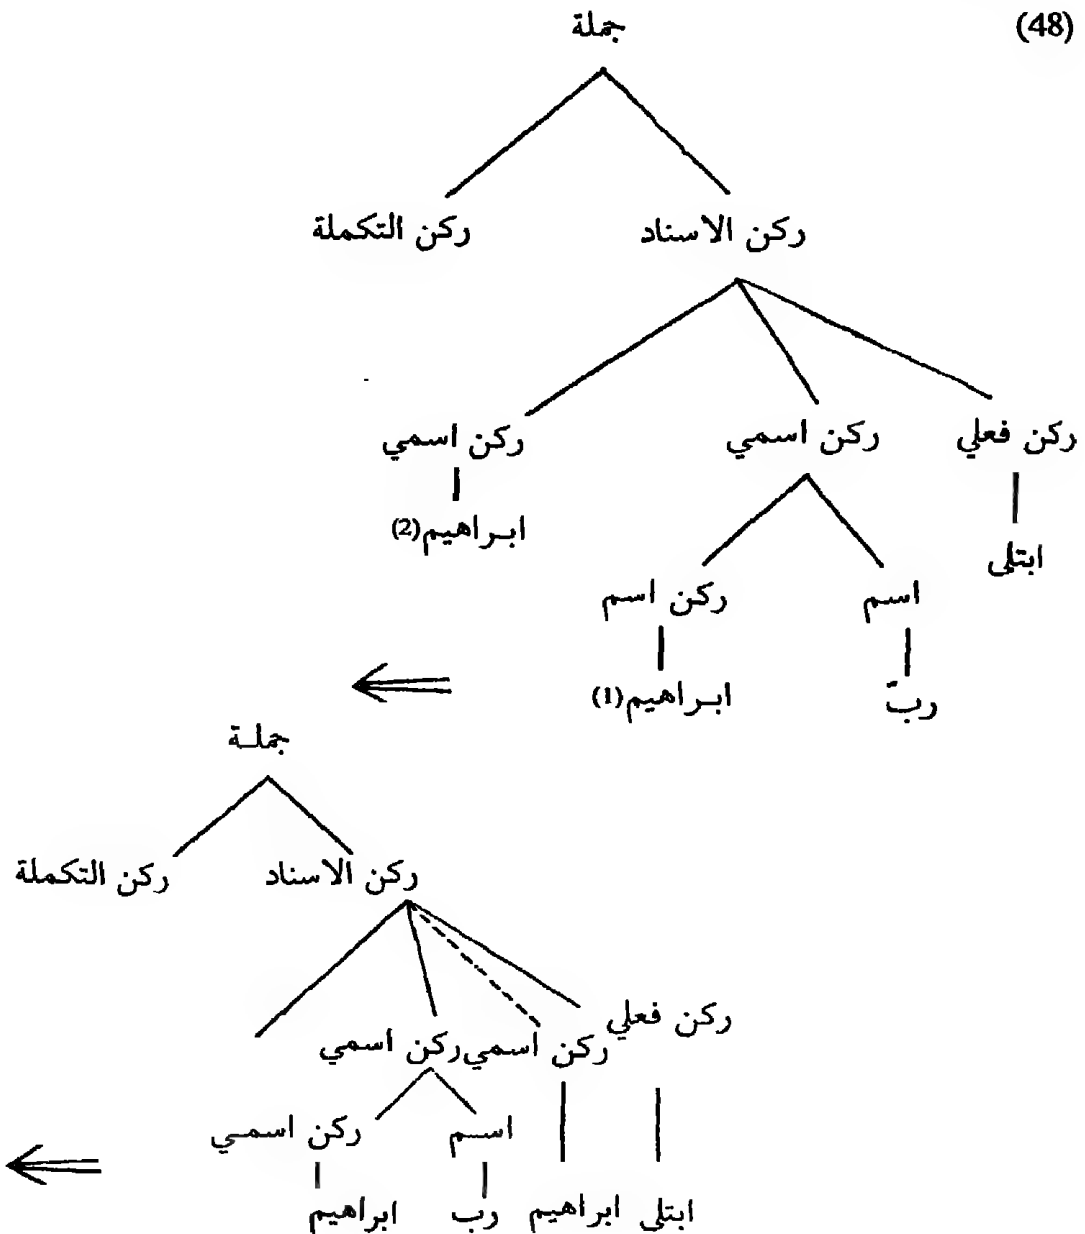 (48)
جملة
ركن الاسناد ركن التكملة
ركن فعلي ركن اسمي ركن اسمي
ابتلى ابراهيم(2)
اسم ركن اسم
ربّ ابراهيم(1)
جملة
ركن الاسناد ركن التكملة
ركن فعلي ركن اسمي ركن اسمي
اسم ركن اسمي
ابتلى ابراهيم رب ابراهيم